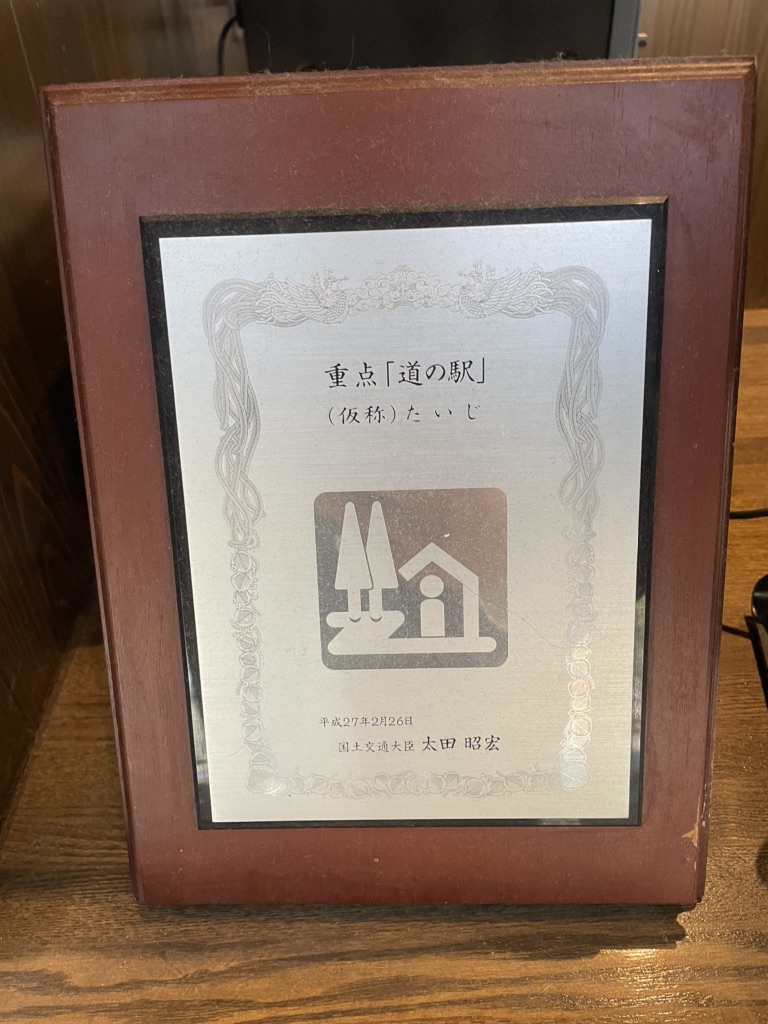 重点「道の駅」
(仮称)たいじ
平成27年2月26日
国土交通大臣 太田 昭宏